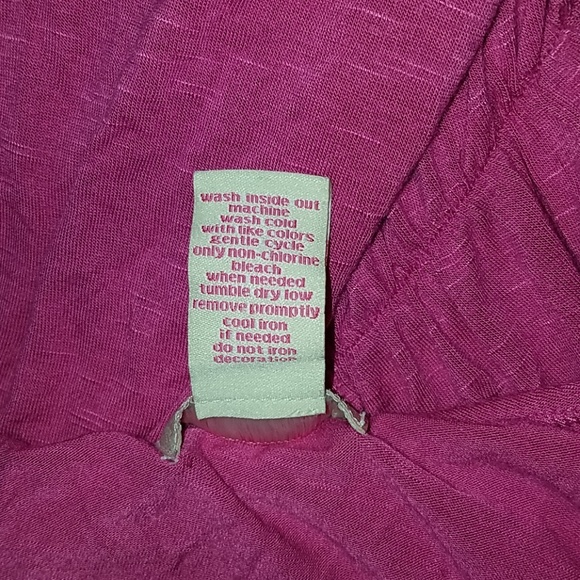 wash inside out
machine
wash cold
with like colors
gentle cycle
only non-chlorine
bleach
when needed
tumble dry low
remove promptly
cool iron
if needed
do not iron
decoration